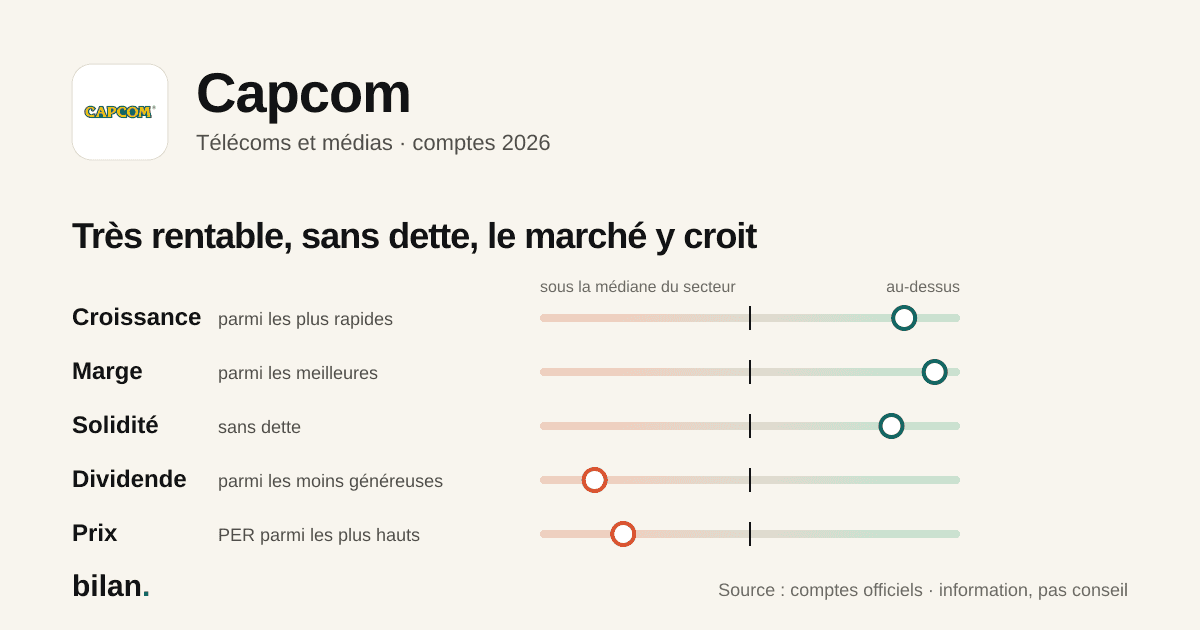 CAPCOM
Capcom
Télécoms et médias · comptes 2026
Très rentable, sans dette, le marché y croit
sous la médiane du secteur au-dessus
Croissance parmi les plus rapides
Marge parmi les meilleures
Solidité sans dette
Dividende parmi les moins généreuses
Prix PER parmi les plus hauts
bilan.
Source : comptes officiels · information, pas conseil